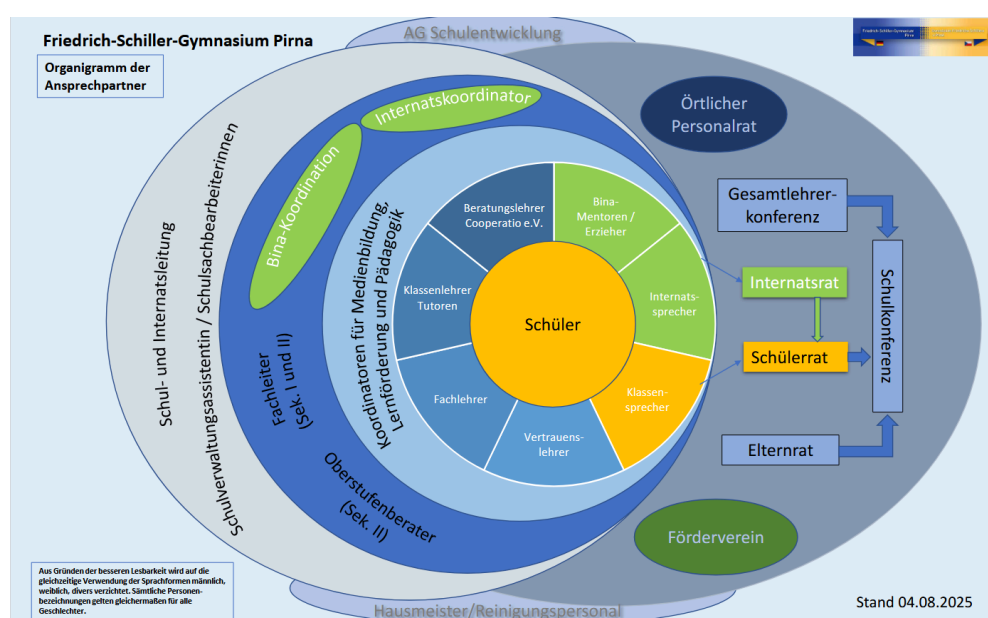 AG Schulentwicklung
Friedrich-Schiller-Gymnasium Pirna
Organigramm der
Ansprechpartner
Schul- und Internatsleitung
Schulverwaltungsassistentin / Schulsachbearbeiterinnen
Internatskoordinator
Bina-Koordination
Fachleiter
(Sek. I und II)
Oberstufenberater
(Sek. II)
Koordinatoren für Medienbildung,
Lernförderung und Pädagogik
Beratungslehrer
Cooperatio e.V.
Bina-
Mentoren /
Erzieher
Klassenlehrer
Tutoren
Internats-
sprecher
Schüler
Fachlehrer
Klassen-
sprecher
Vertrauens-
lehrer
Örtlicher
Personalrat
Gesamtlehrer-
konferenz
Internatsrat
Schülerrat
Schulkonferenz
Elternrat
Förderverein
Aus Gründen der besseren Lesbarkeit wird auf die
gleichzeitige Verwendung der Sprachformen männlich,
weiblich, divers verzichtet. Sämtliche Personen-
bezeichnungen gelten gleichermaßen für alle
Geschlechter.
Hausmeister/Reinigungspersonal
Stand 04.08.2025